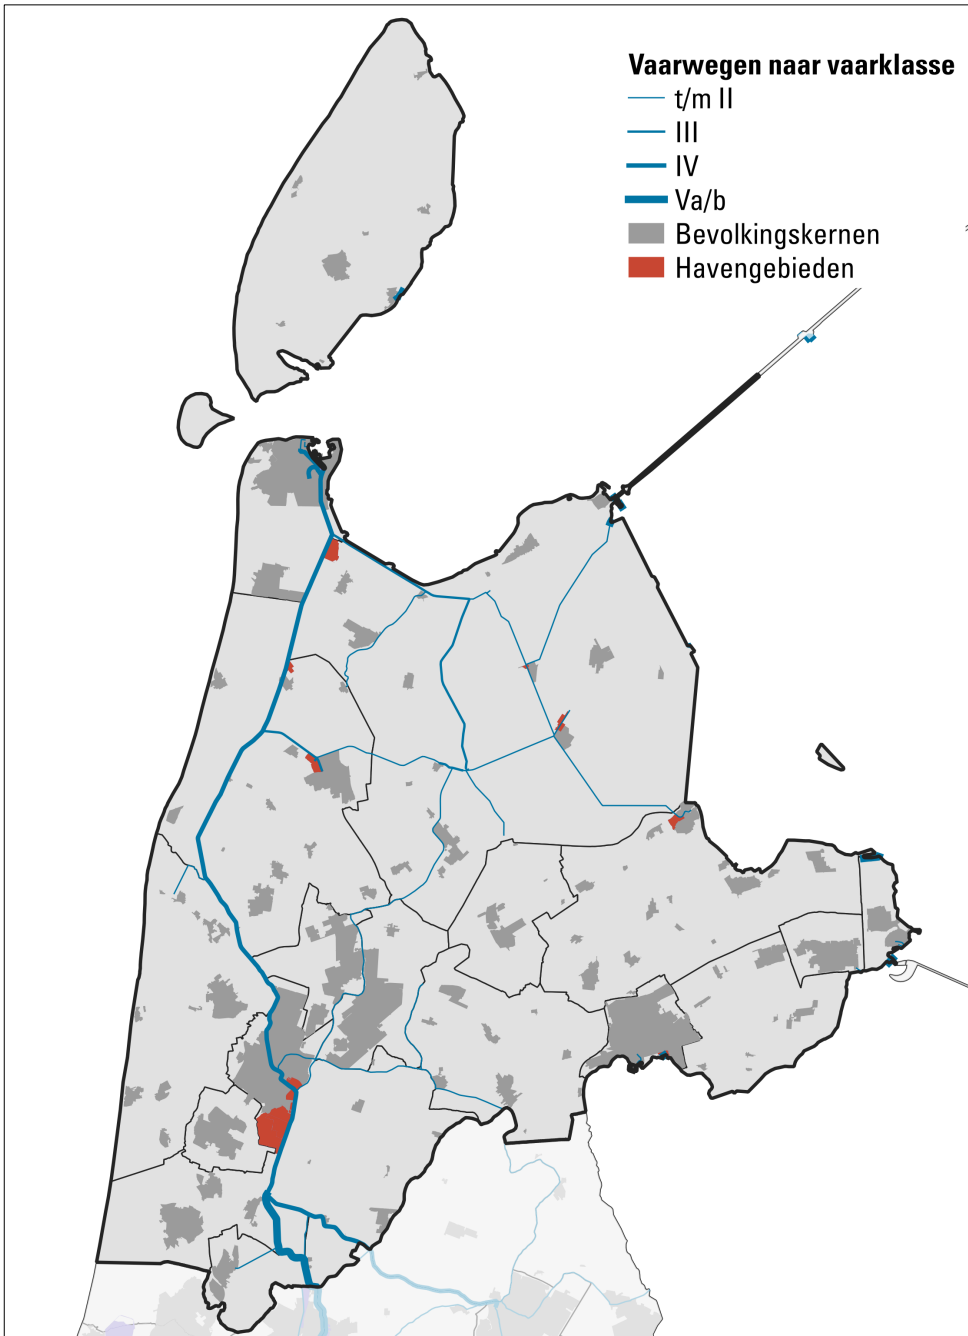 Vaarwegen naar vaarklasse
t/m II
III
IV
Va/b
Bevolkingskernen
Havengebieden